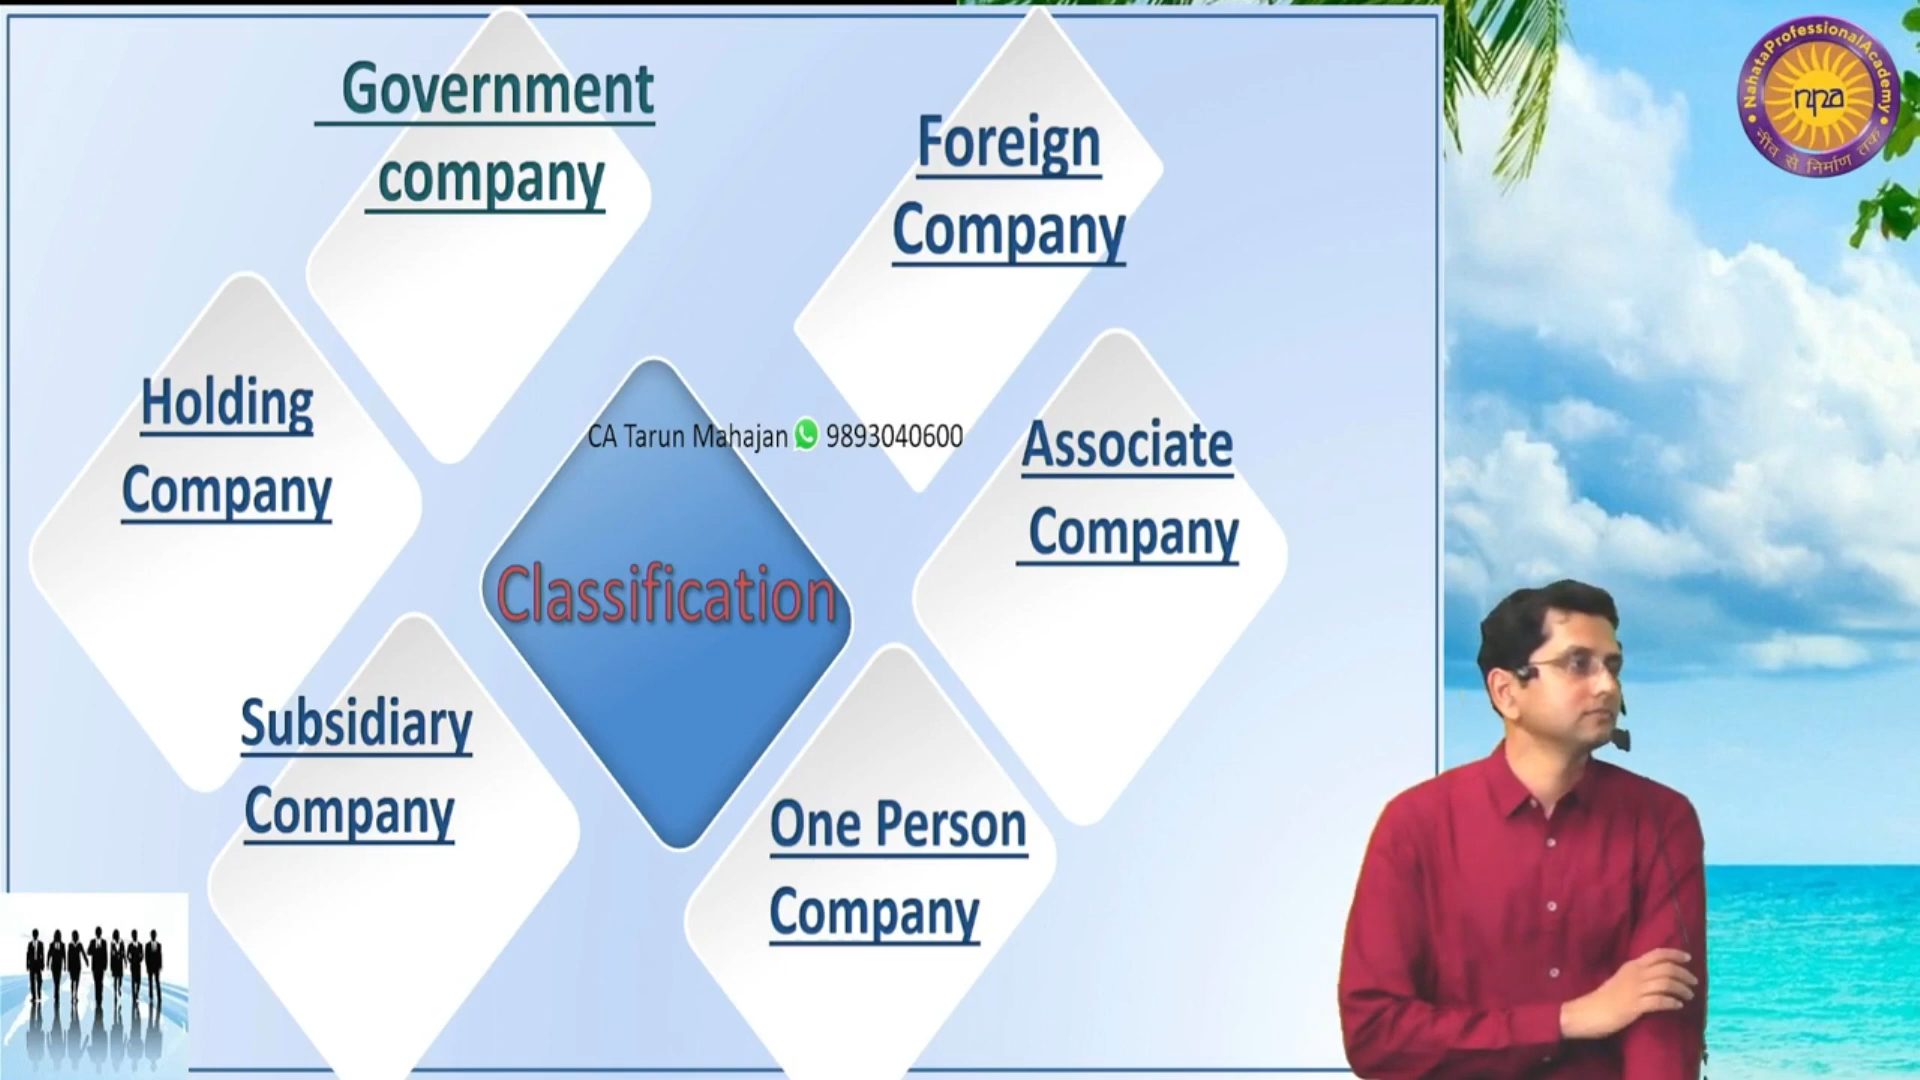 Government
company
Foreign
Company
Holding
Company
CA Tarun Mahajan 9893040600
Associate
Company
Classification
Subsidiary
Company
One Person
Company
NahataProfessionalAcademy
npa
नींव से निर्माण तक